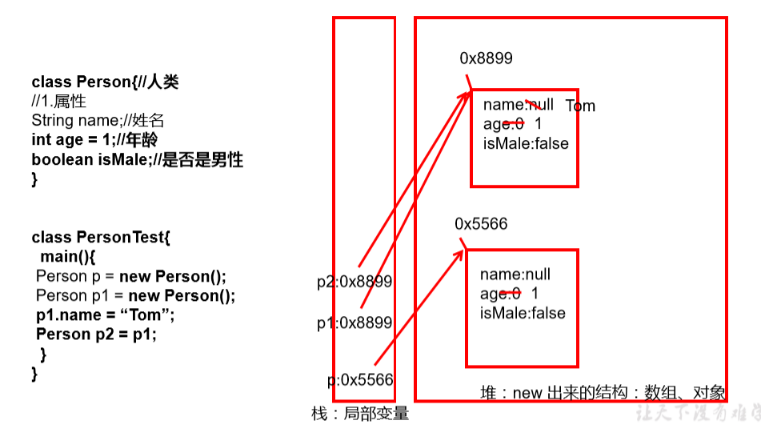 class Person{//人类
//1.属性
String name;//姓名
int age = 1;//年龄
boolean isMale;//是否是男性
}
class PersonTest{
main(){
Person p = new Person();
Person p1 = new Person();
p1.name = “Tom”;
Person p2 = p1;
}
}
p2:0x8899
p1:0x8899
p:0x5566
栈：局部变量
0x8899
name:null Tom
age:0 1
isMale:false
0x5566
name:null
age:0 1
isMale:false
堆：new 出来的结构：数组、对象
让天下没有难学